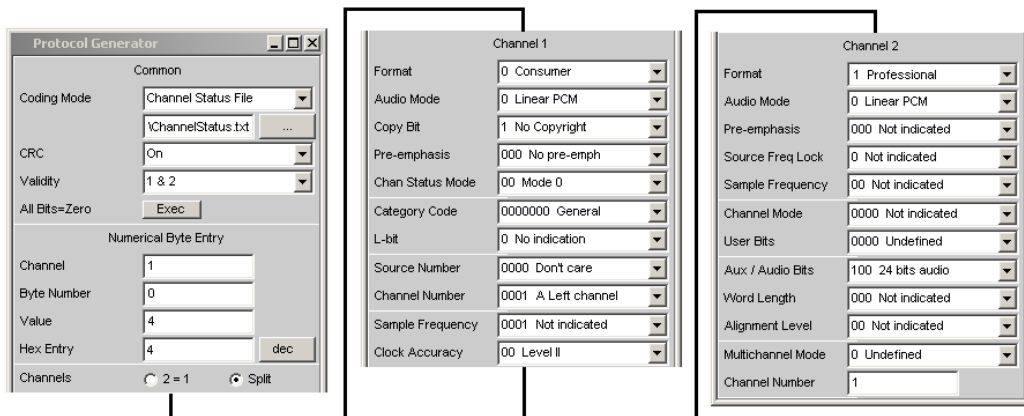 Protocol Generator
Common
Coding Mode Channel Status File
\ChannelStatus.txt ...
CRC On
Validity 1 & 2
All Bits=Zero Exec
Numerical Byte Entry
Channel 1
Byte Number 0
Value 4
Hex Entry 4 dec
Channels 2 = 1 Split
Channel 1
Format 0 Consumer
Audio Mode 0 Linear PCM
Copy Bit 1 No Copyright
Pre-emphasis 000 No pre-emph
Chan Status Mode 00 Mode 0
Category Code 0000000 General
L-bit 0 No indication
Source Number 0000 Don't care
Channel Number 0001 A Left channel
Sample Frequency 0001 Not indicated
Clock Accuracy 00 Level II
Channel 2
Format 1 Professional
Audio Mode 0 Linear PCM
Pre-emphasis 000 Not indicated
Source Freq Lock 0 Not indicated
Sample Frequency 00 Not indicated
Channel Mode 0000 Not indicated
User Bits 0000 Undefined
Aux / Audio Bits 100 24 bits audio
Word Length 000 Not indicated
Alignment Level 00 Not indicated
Multichannel Mode 0 Undefined
Channel Number 1